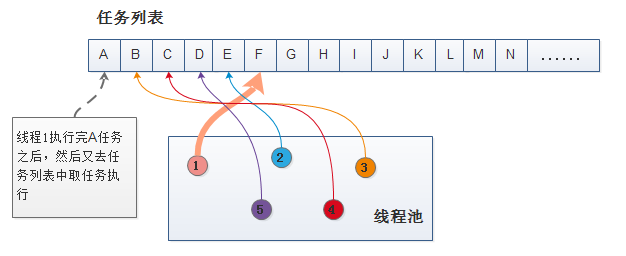 任务列表
A B C D E F G H I J K L M N ......
线程1执行完A任务
之后，然后又去任
务列表中取任务执
行
1 2 3
5 4
线程池